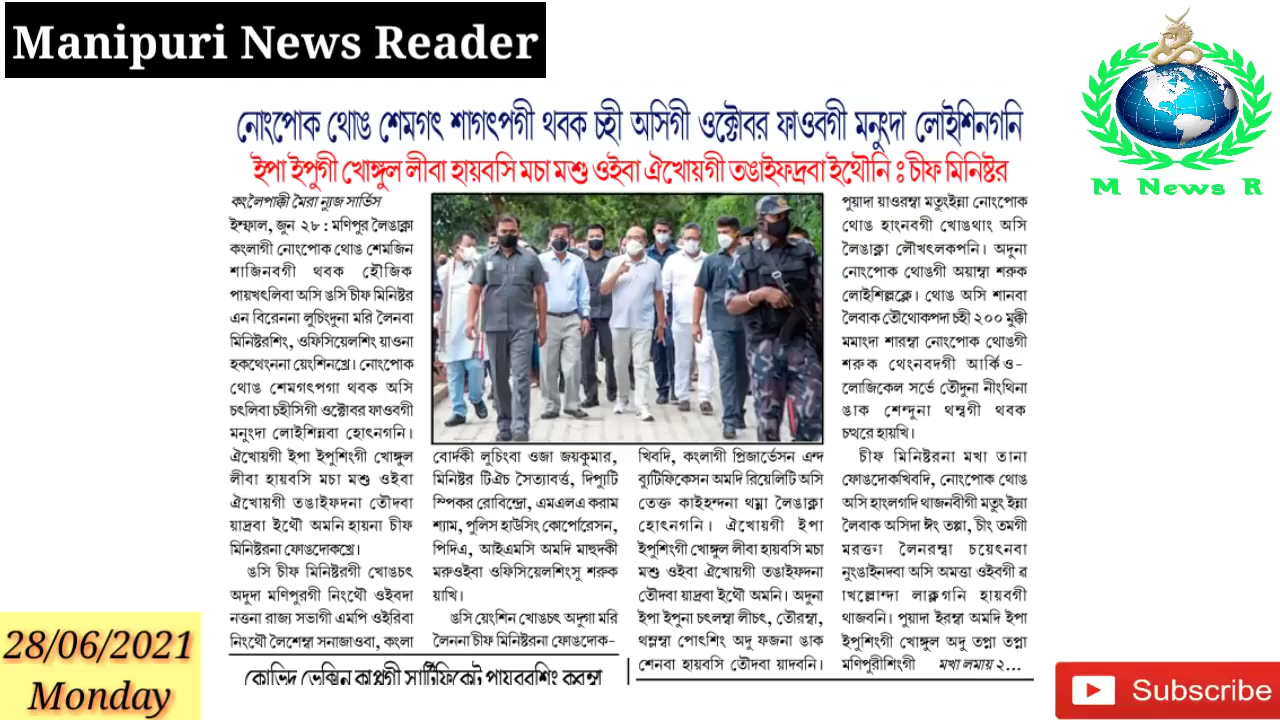 Manipuri News Reader
M News R
নোংপোক থোঙ শেমগৎ শাগৎপগী থবক চহী অসিগী ওক্টোবর ফাওবগী মনুংদা লোইশিনগনি
ইপা ইপুগী খোঙ্গুল লীবা হায়বসি মচা মশু ওইবা ঐখোয়গী তঙাইফদ্রবা ইথৌনি ঃ চীফ মিনিষ্টর
কংলৈপাক্কী মৈরা ন্যুজ সার্ভিস
ইম্ফাল, জুন ২৮ : মণিপুর লৈঙাক্না
কংলাগী নোংপোক থোঙ শেমজিন
শাজিনবগী থবক হৌজিক
পায়খৎলিবা অসি ঙসি চীফ মিনিষ্টর
এন বিরেননা লুচিংদুনা মরি লৈনবা
মিনিষ্টরশিং, ওফিসিয়েলশিং য়াওনা
হকথেংননা য়েংশিনখ্রে। নোংপোক
থোঙ শেমগৎপগা থবক অসি
চৎলিবা চহীসিগী ওক্টোবর ফাওবগী
মনুংদা লোইশিন্নবা হোৎনগনি।
ঐখোয়গী ইপা ইপুশিংগী খোঙ্গুল
লীবা হায়বসি মচা মশু ওইবা
ঐখোয়গী তঙাইফদনা তৌদবা
য়াদ্রবা ইথৌ অমনি হায়না চীফ
মিনিষ্টরনা ফোঙদোকখ্রে।
ঙসি চীফ মিনিষ্টরগী খোঙচৎ
অদুদা মণিপুরগী নিংথৌ ওইবদা
নত্তনা রাজ্য সভাগী এমপি ওইরিবা
নিংথৌ লৈশেম্বা সনাজাওবা, কংলা
বোর্দকী লুচিংবা ওজা জয়কুমার,
মিনিষ্টর টিঐচ সৈত্যাবর্ত্ত, দিপ্যুটি
স্পিকর রোবিন্দ্রো, এমএলএ করাম
শ্যাম, পুলিস হাউসিং কোর্পোরেসন,
পিদিএ, আইএমসি অমদি মাহুদকী
মরুওইবা ওফিসিয়েলশিংসু শরুক
য়াখি।
ঙসি য়েংশিন খোঙচৎ অদুগা মরি
লৈননা চীফ মিনিষ্টরনা ফোঙদোক-
খিবদি, কংলাগী প্রিজার্ভেসন এন্দ
ব্যুটিফিকেসন অমদি রিয়েলিটি অসি
তেক্ত কাইহন্দনা থম্না লৈঙাক্না
হোৎনগনি। ঐখোয়গী ইপা
ইপুশিংগী খোঙ্গুল লীবা হায়বসি মচা
মশু ওইবা ঐখোয়গী তঙাইফদনা
তৌদবা য়াদ্রবা ইথৌ অমনি। অদুনা
ইপা ইপুনা চৎলম্বা লীচৎ, তৌরম্বা,
থম্লম্বা পোৎশিং অদু ফজনা ঙাক
শেনবা হায়বসি তৌদবা য়াদবনি।
পুয়াদা য়াওরম্বা মতুংইন্না নোংপোক
থোঙ হাংনবগী খোঙথাং অসি
লৈঙাক্না লৌখৎলকপনি। অদুনা
নোংপোক থোঙগী অয়াম্বা শরুক
লোইশিল্লক্লে। থোঙ অসি শানবা
লৈবাক তৌথোকপদা চহী ২০০ মুক্কী
মমাংদা শারম্বা নোংপোক থোঙগী
শরুক থেংনবদগী আর্কিও-
লোজিকেল সর্ভে তৌদুনা নীংথিনা
ঙাক শেন্দুনা থম্বগী থবক
চত্থরে হায়খি।
চীফ মিনিষ্টরনা মখা তানা
ফোঙদোকখিবদি, নোংপোক থোঙ
অসি হাংলগদি থাজনবীগী মতুং ইন্না
লৈবাক অসিদা ঈং তপ্পা, চীং তমগী
মরক্তা লৈনরম্বা চয়েৎনবা
নুংঙাইনদবা অসি অমত্তা ওইবগী
খল্লোন্দা লাক্লগনি হায়বগী
থাজবনি। পুয়াদা ইরম্বা অমদি ইপা
ইপুশিংগী খোঙ্গুল অদু তপ্না তপ্না
মণিপুরীশিংগী মখা লমায় ২...
কোভিদ ভেক্সিন কাপ্পগী সার্টিফিকেট
28/06/2021
Monday
Subscribe